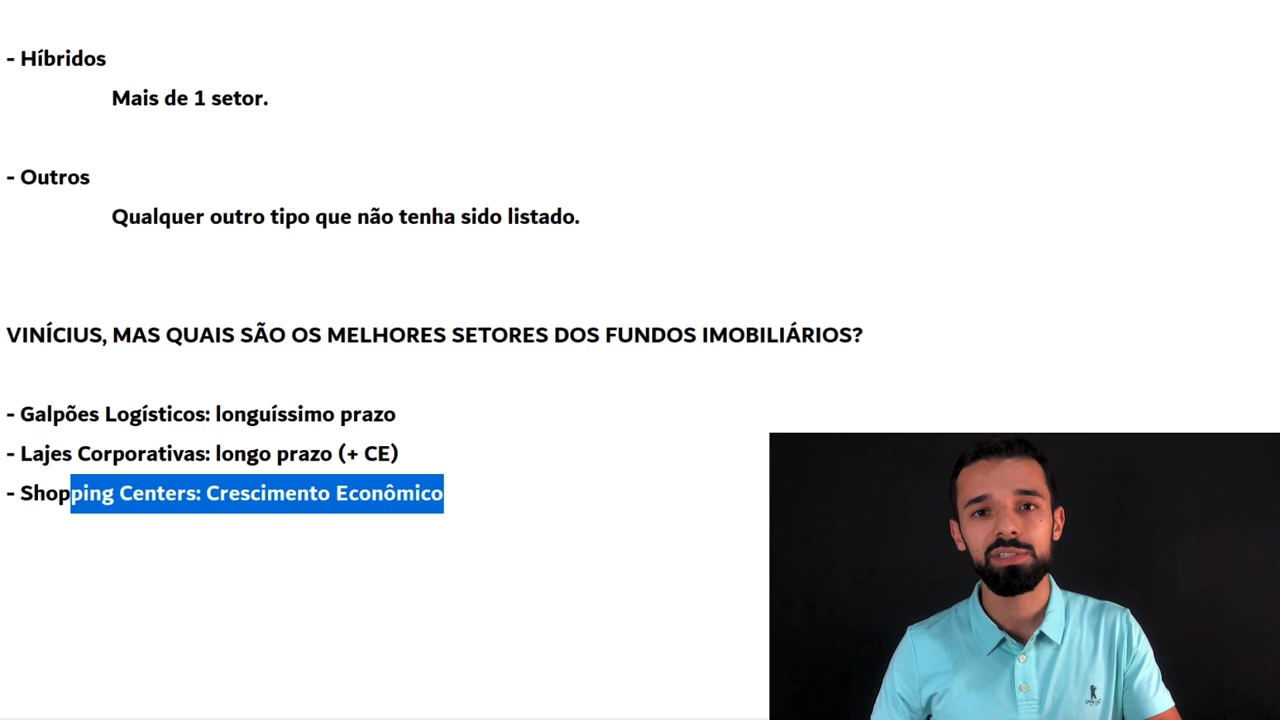 - Híbridos
Mais de 1 setor.
- Outros
Qualquer outro tipo que não tenha sido listado.
VINÍCIUS, MAS QUAIS SÃO OS MELHORES SETORES DOS FUNDOS IMOBILIÁRIOS?
- Galpões Logísticos: longuíssimo prazo
- Lajes Corporativas: longo prazo (+ CE)
- Shopping Centers: Crescimento Econômico